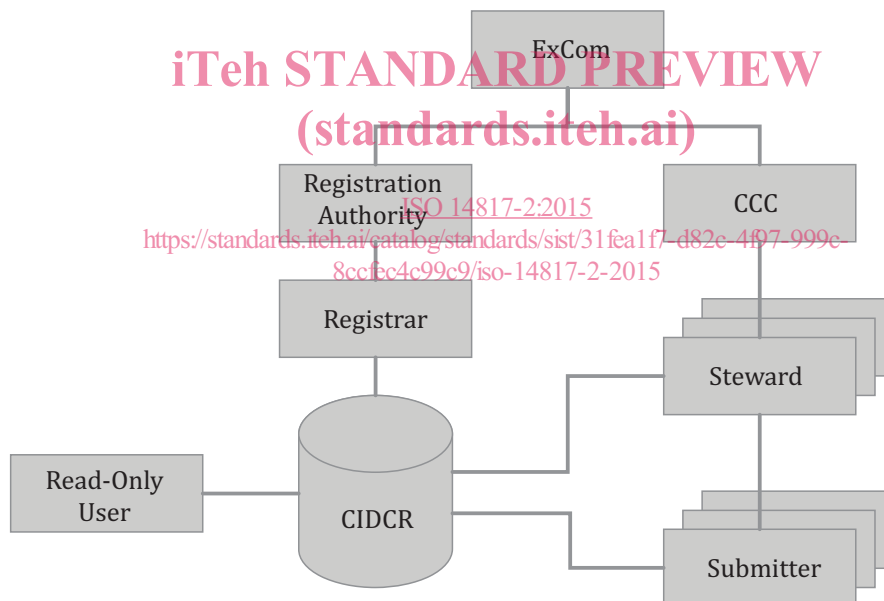 ExCom
iTeh STANDARD PREVIEW
(standards.iteh.ai)
Registration
Authority
CCC
ISO 14817-2:2015
https://standards.iteh.ai/catalog/standards/sist/31fea1f7-d82c-4f97-999c-
8ccfec4c99c9/iso-14817-2-2015
Registrar
Steward
Read-Only
User
CIDCR
Submitter